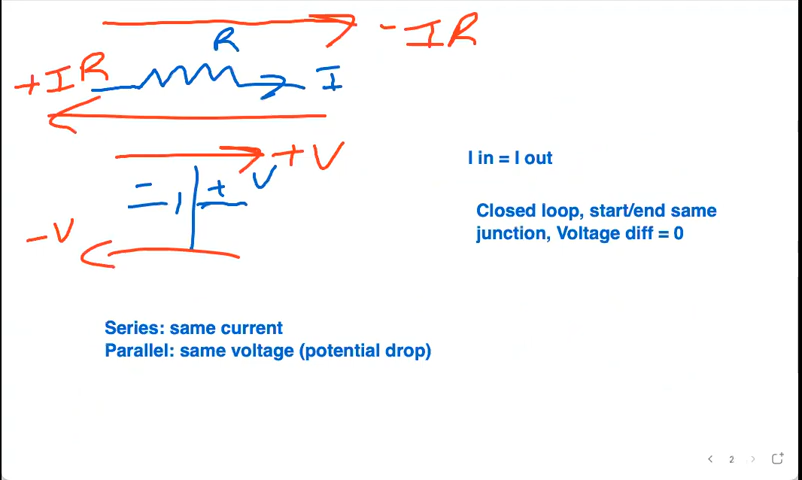 - IR
R
+IR
I
+V
- +
V
-V
I in = I out
Closed loop, start/end same
junction, Voltage diff = 0
Series: same current
Parallel: same voltage (potential drop)
2